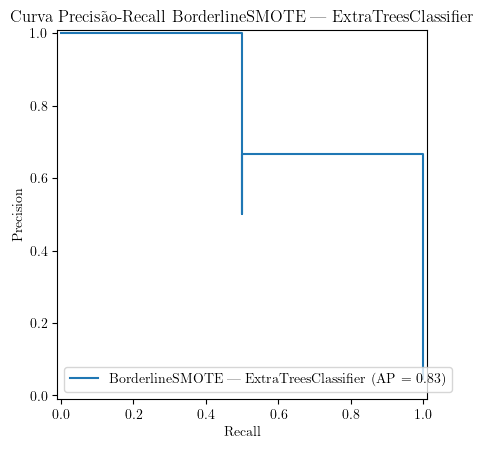 Curva Precisão-Recall BorderlineSMOTE — ExtraTreesClassifier
1.0
0.8
0.6
0.4
0.2
0.0
Precision
BorderlineSMOTE — ExtraTreesClassifier (AP = 0.83)
0.0 0.2 0.4 0.6 0.8 1.0
Recall